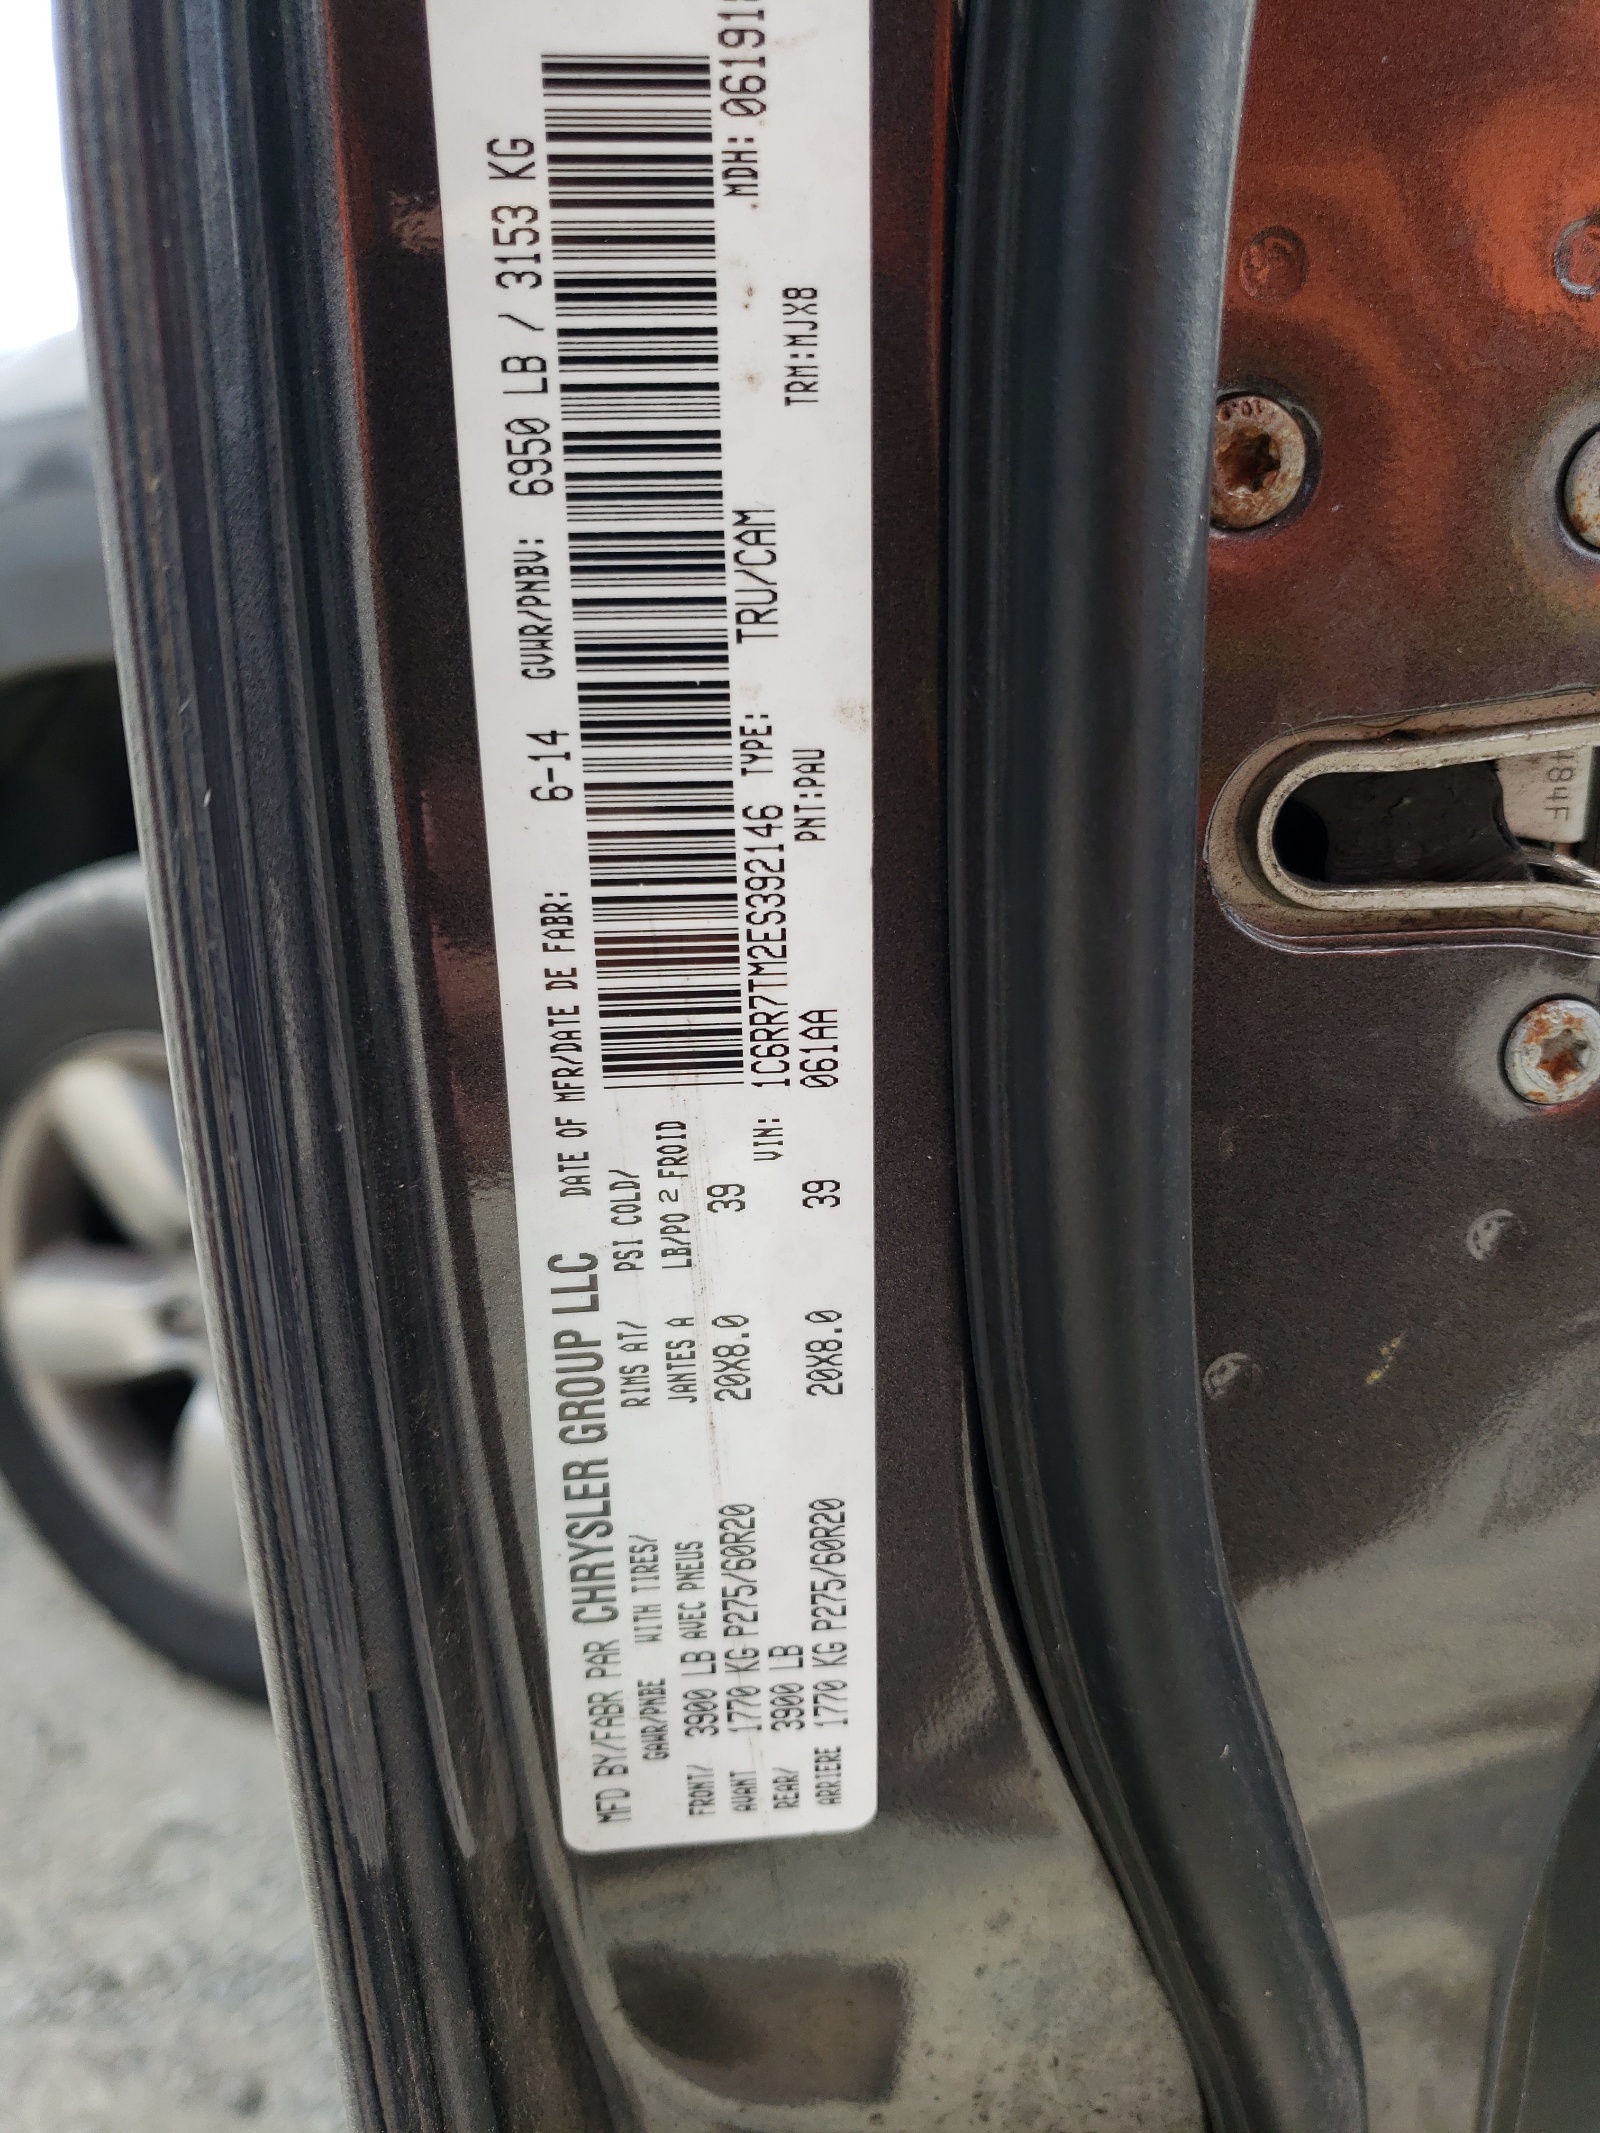 MFD BY/FABR PAR CHRYSLER GROUP LLC DATE OF MFR/DATE DE FABR: 6-14 GVWR/PNBV: 6950 LB / 3153 KG
GAWR/PNBE WITH TIRES/ RIMS AT/ PSI COLD/
FRONT/ 3900 LB AVEC PNEUS JANTES A LB/PO 2 FROID
AVANT 1770 KG P275/60R20 20X8.0 39
REAR/ 3900 LB VIN: 1C6RR7TM2ES392146 TYPE: TRU/CAM .MDH: 06191
ARRIERE 1770 KG P275/60R20 20X8.0 39 061AA PNT:PAU TRM:MJX8
484F